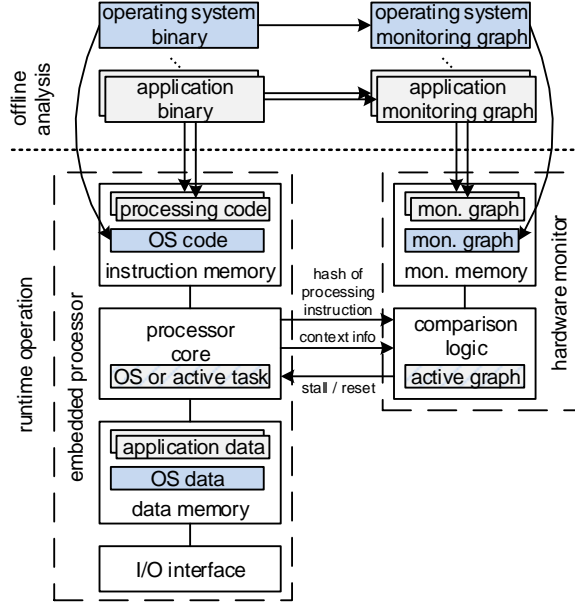 operating system
binary
operating system
monitoring graph
application
binary
application
monitoring graph
offline
analysis
runtime operation
embedded processor
processing code
OS code
instruction memory
processor
core
OS or active task
application data
OS data
data memory
I/O interface
hash of
processing
instruction
context info
stall / reset
mon. graph
mon. graph
mon. memory
comparison
logic
active graph
hardware monitor